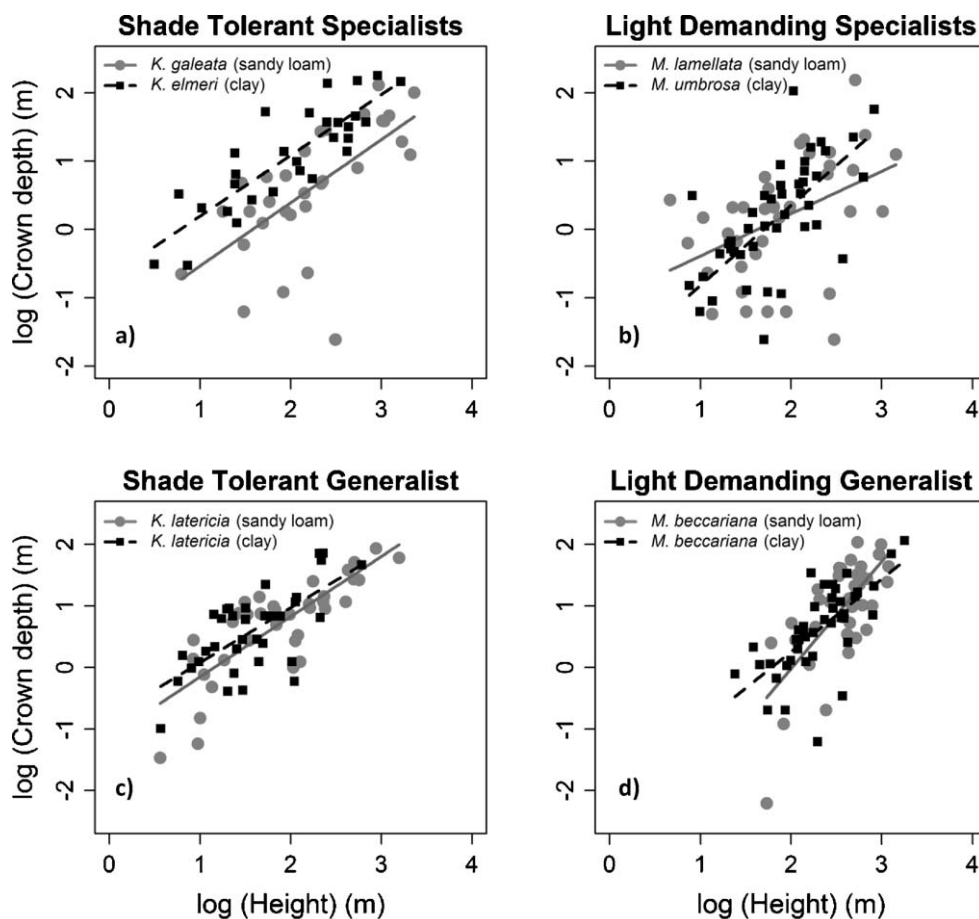 Shade Tolerant Specialists
K. galeata (sandy loam)
K. elmeri (clay)
log (Crown depth) (m)
2
1
0
-1
-2
a)
0 1 2 3 4
Light Demanding Specialists
M. lamellata (sandy loam)
M. umbrosa (clay)
2
1
0
-1
-2
b)
0 1 2 3 4
Shade Tolerant Generalist
K. latericia (sandy loam)
K. latericia (clay)
log (Crown depth) (m)
2
1
0
-1
-2
c)
0 1 2 3 4
log (Height) (m)
Light Demanding Generalist
M. beccariana (sandy loam)
M. beccariana (clay)
2
1
0
-1
-2
d)
0 1 2 3 4
log (Height) (m)